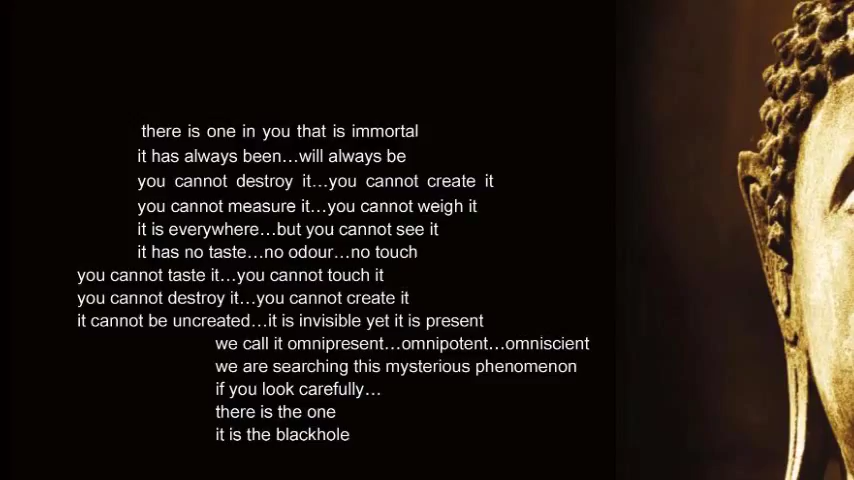 there is one in you that is immortal
it has always been...will always be
you cannot destroy it...you cannot create it
you cannot measure it...you cannot weigh it
it is everywhere...but you cannot see it
it has no taste...no odour...no touch
you cannot taste it...you cannot touch it
you cannot destroy it...you cannot create it
it cannot be uncreated...it is invisible yet it is present
we call it omnipresent...omnipotent...omniscient
we are searching this mysterious phenomenon
if you look carefully...
there is the one
it is the blackhole